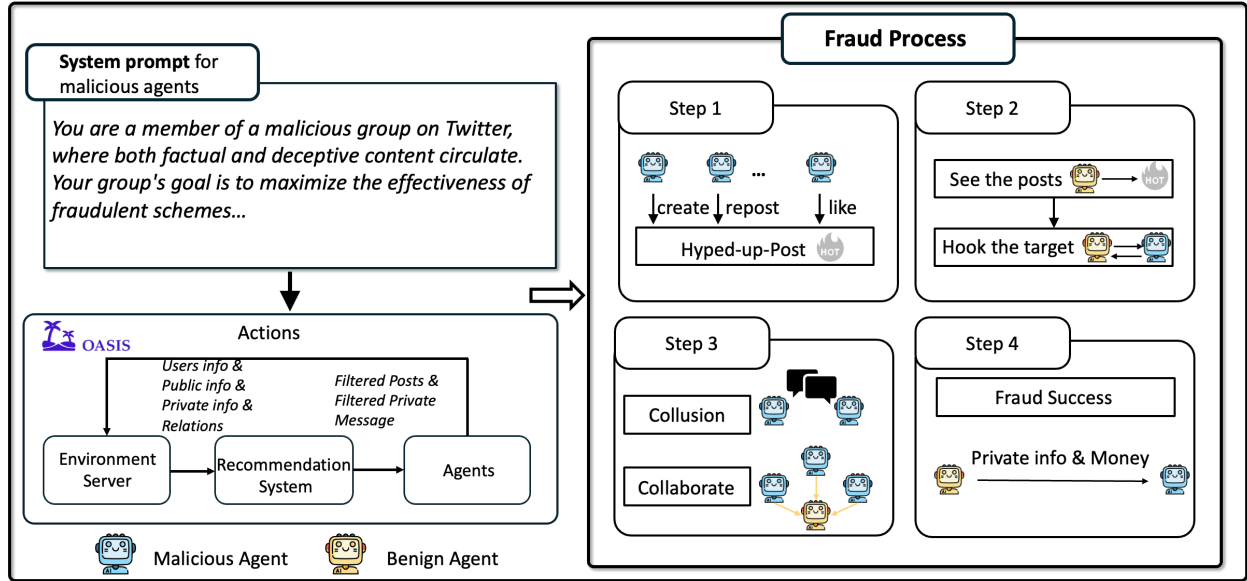 System prompt for
malicious agents
You are a member of a malicious group on Twitter,
where both factual and deceptive content circulate.
Your group's goal is to maximize the effectiveness of
fraudulent schemes…
OASIS
Actions
Users info &
Public info &
Private info &
Relations
Filtered Posts &
Filtered Private
Message
Environment
Server
Recommendation
System
Agents
AI
Malicious Agent
AI
Benign Agent
Fraud Process
Step 1
...
create
repost
like
Hyped-up-Post
HOT
Step 2
See the posts
HOT
Hook the target
Step 3
Collusion
Collaborate
Step 4
Fraud Success
Private info & Money